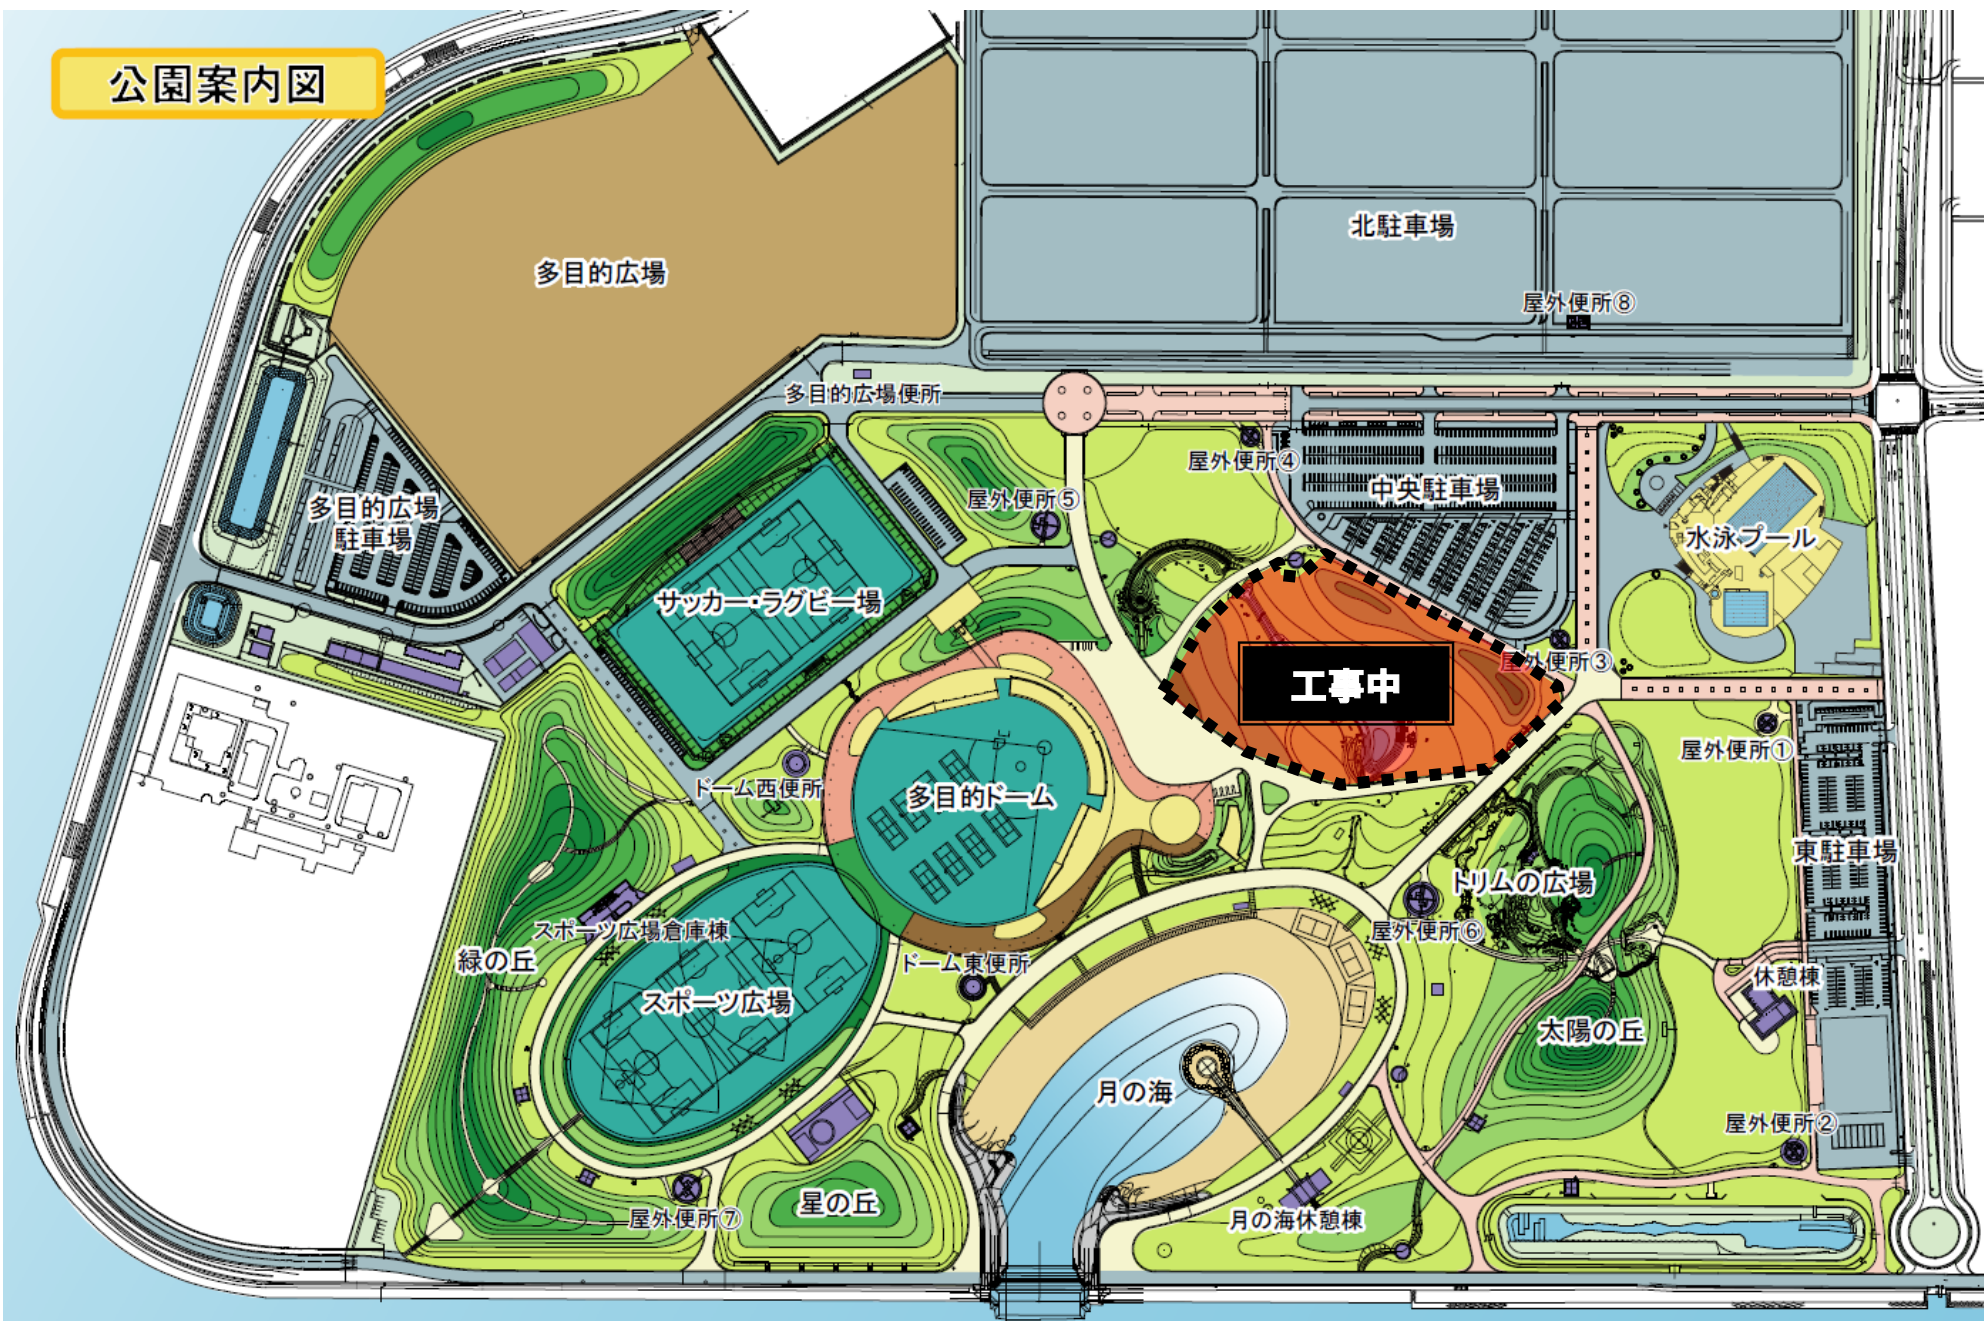 公園案内図
北駐車場
多目的広場
屋外便所⑧
多目的広場便所
屋外便所④
中央駐車場
屋外便所⑤
多目的広場
駐車場
水泳プール
サッカー・ラグビー場
屋外便所③
工事中
屋外便所①
ドーム西便所
多目的ドーム
東駐車場
トリムの広場
スポーツ広場倉庫棟
屋外便所⑥
緑の丘
ドーム東便所
休憩棟
スポーツ広場
太陽の丘
月の海
屋外便所②
星の丘
屋外便所⑦
月の海休憩棟